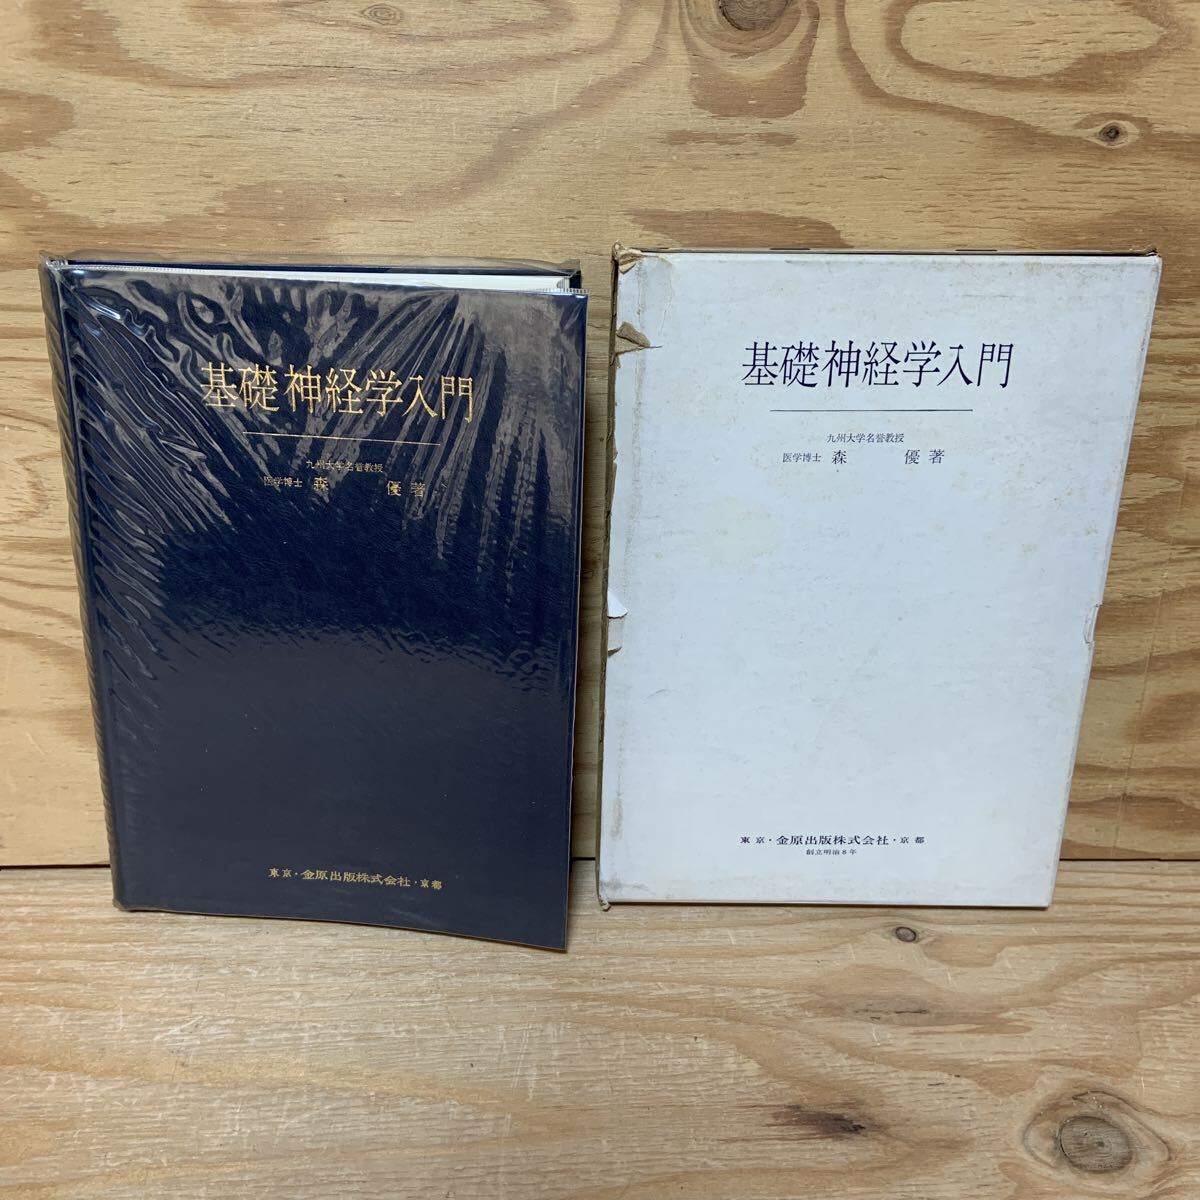 基礎神経学入門
九州大学名誉教授
医学博士 森 優 著
東京・金原出版株式会社・京都
基礎神経学入門
九州大学名誉教授
医学博士 森 優 著
東京・金原出版株式会社・京都
創立明治8年